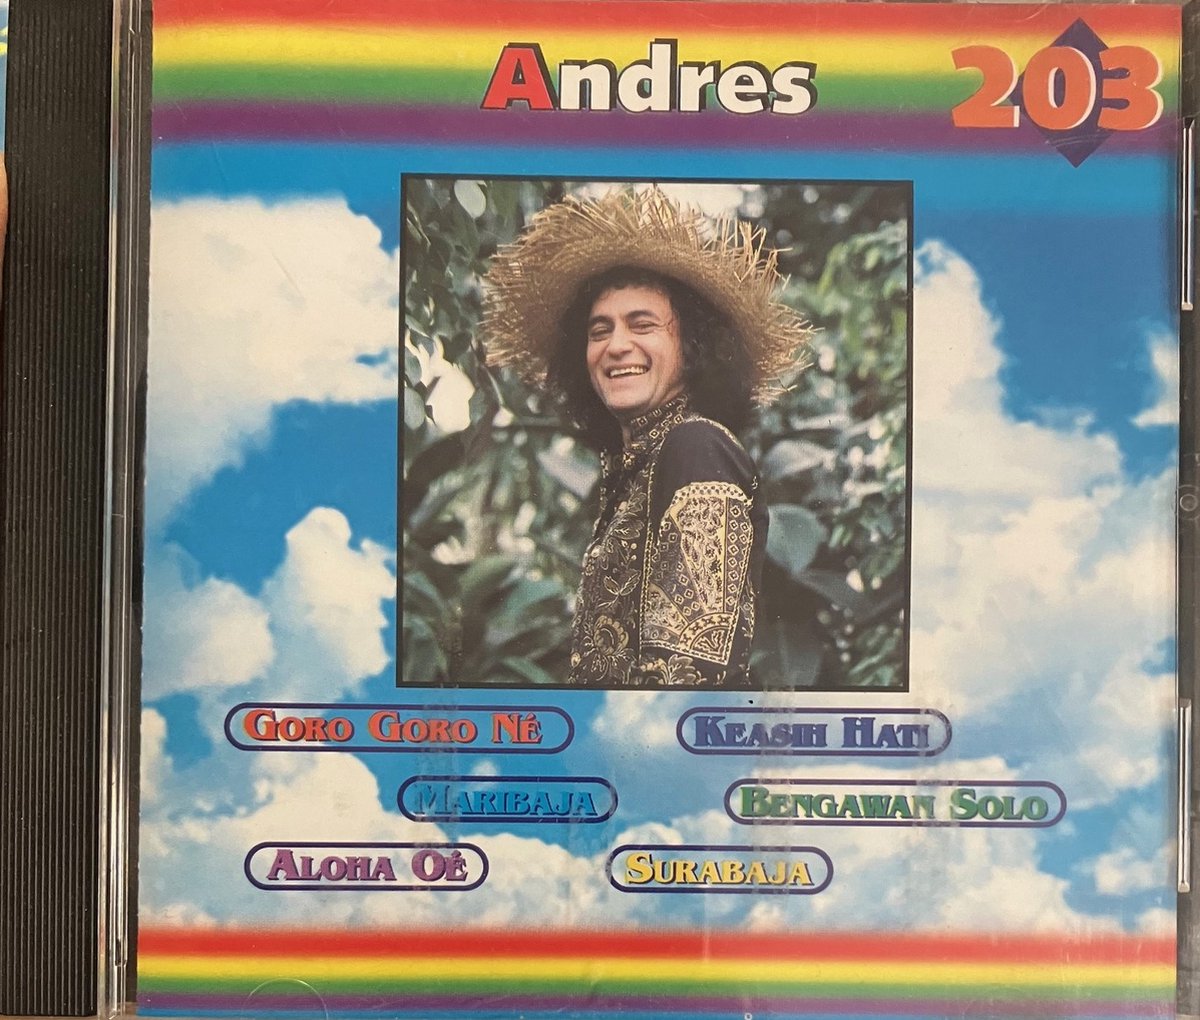 Andres
203
Goro Goro Né
Keasih Hati
Maribaja
Bengawan Solo
Aloha Oé
Surabaja